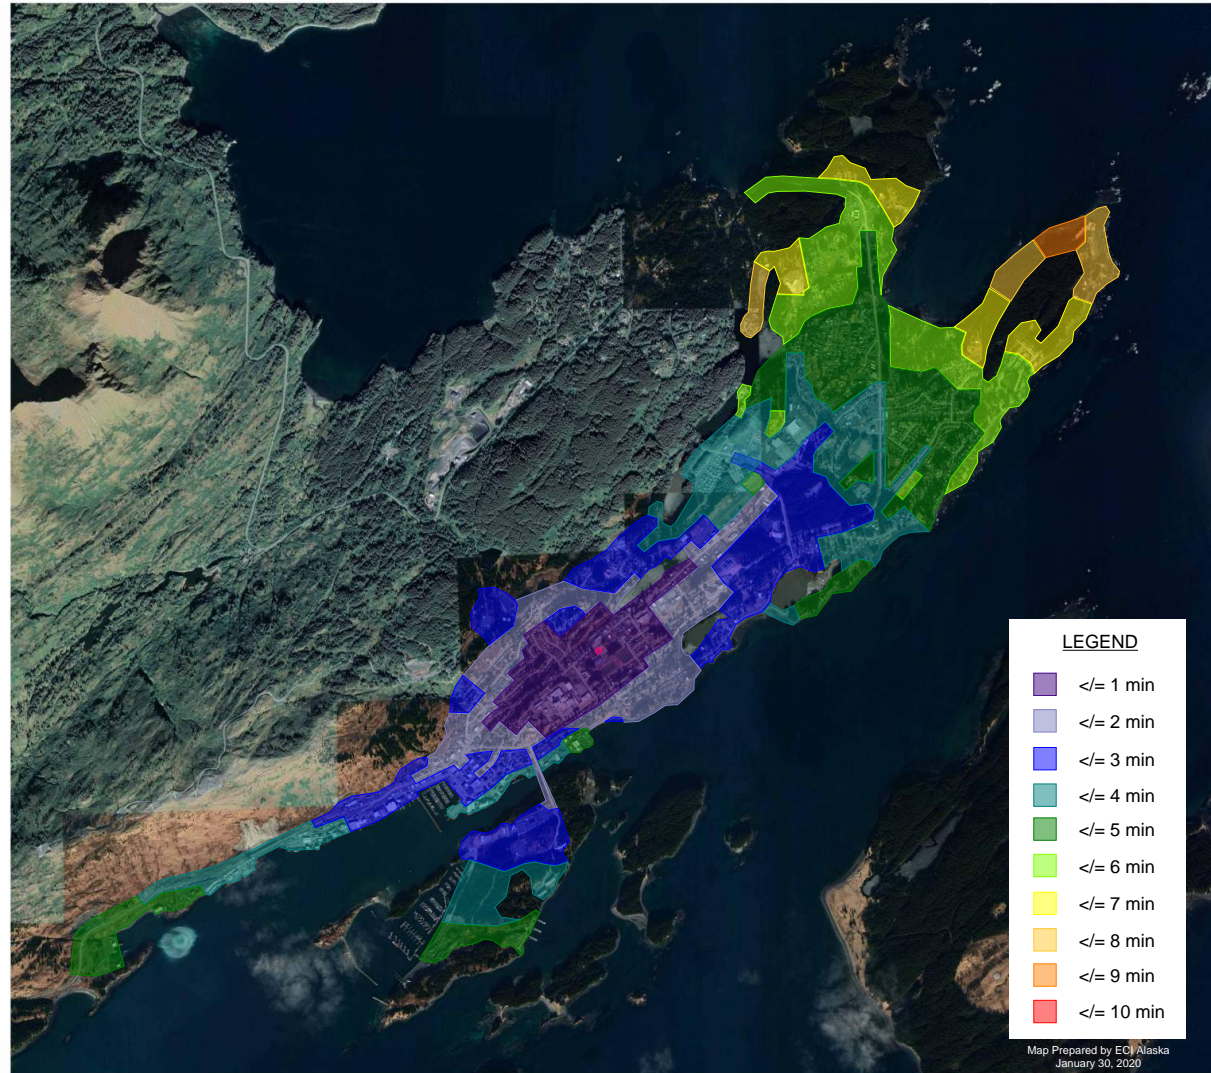 LEGEND
</= 1 min
</= 2 min
</= 3 min
</= 4 min
</= 5 min
</= 6 min
</= 7 min
</= 8 min
</= 9 min
</= 10 min
Map Prepared by ECI Alaska
January 30, 2020